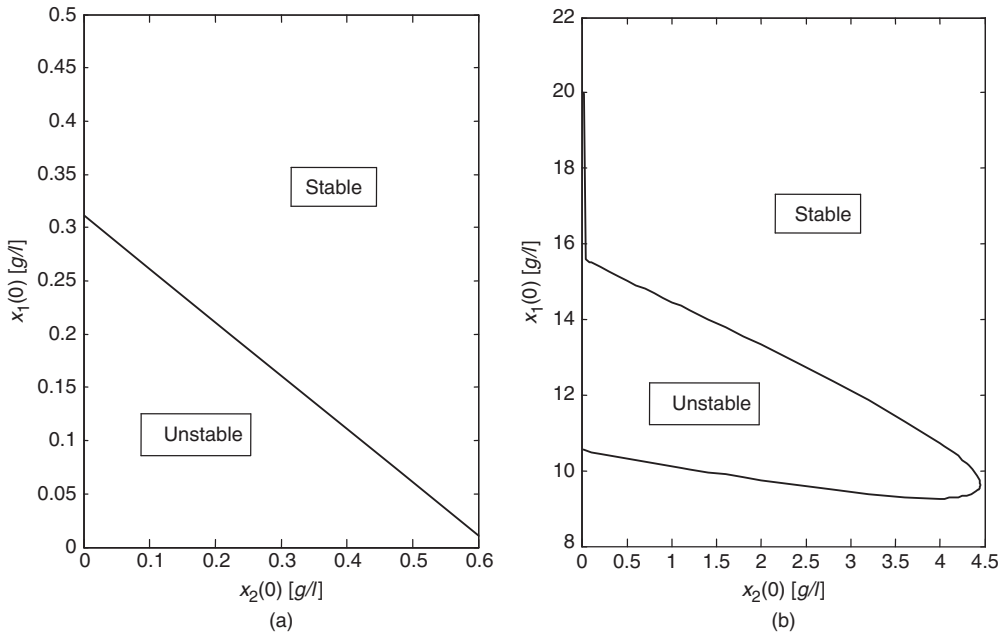 0.5
0.45
0.4
0.35
0.3
0.25
0.2
0.15
0.1
0.05
0
x1(0) [g/l]
Stable
Unstable
0 0.1 0.2 0.3 0.4 0.5 0.6
x2(0) [g/l]
(a)
22
20
18
16
14
12
10
8
x1(0) [g/l]
Stable
Unstable
0 0.5 1 1.5 2 2.5 3 3.5 4 4.5
x2(0) [g/l]
(b)